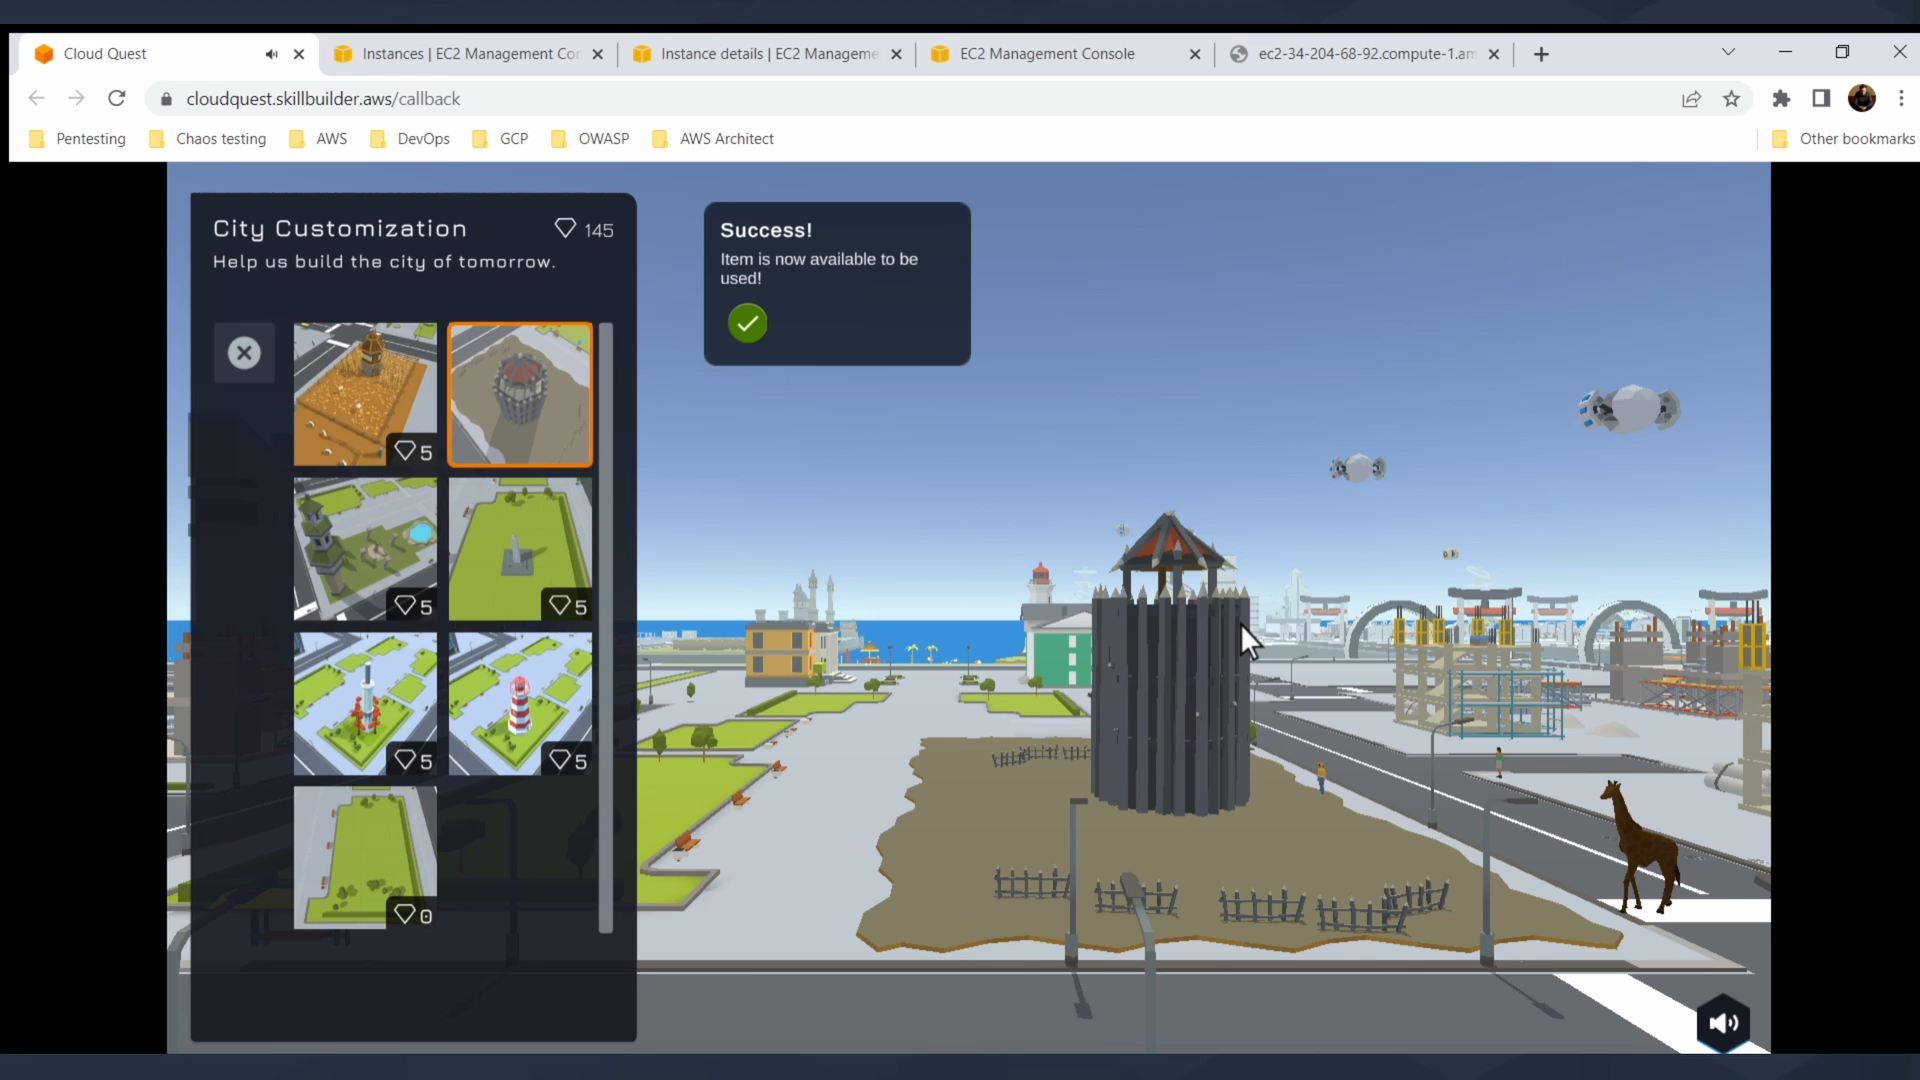 Cloud Quest
Instances | EC2 Management Co
Instance details | EC2 Manageme
EC2 Management Console
ec2-34-204-68-92.compute-1.am
cloudquest.skillbuilder.aws/callback
Pentesting
Chaos testing
AWS
DevOps
GCP
OWASP
AWS Architect
Other bookmarks
City Customization
145
Help us build the city of tomorrow.
Success!
Item is now available to be
used!
5
5
5
5
5
0